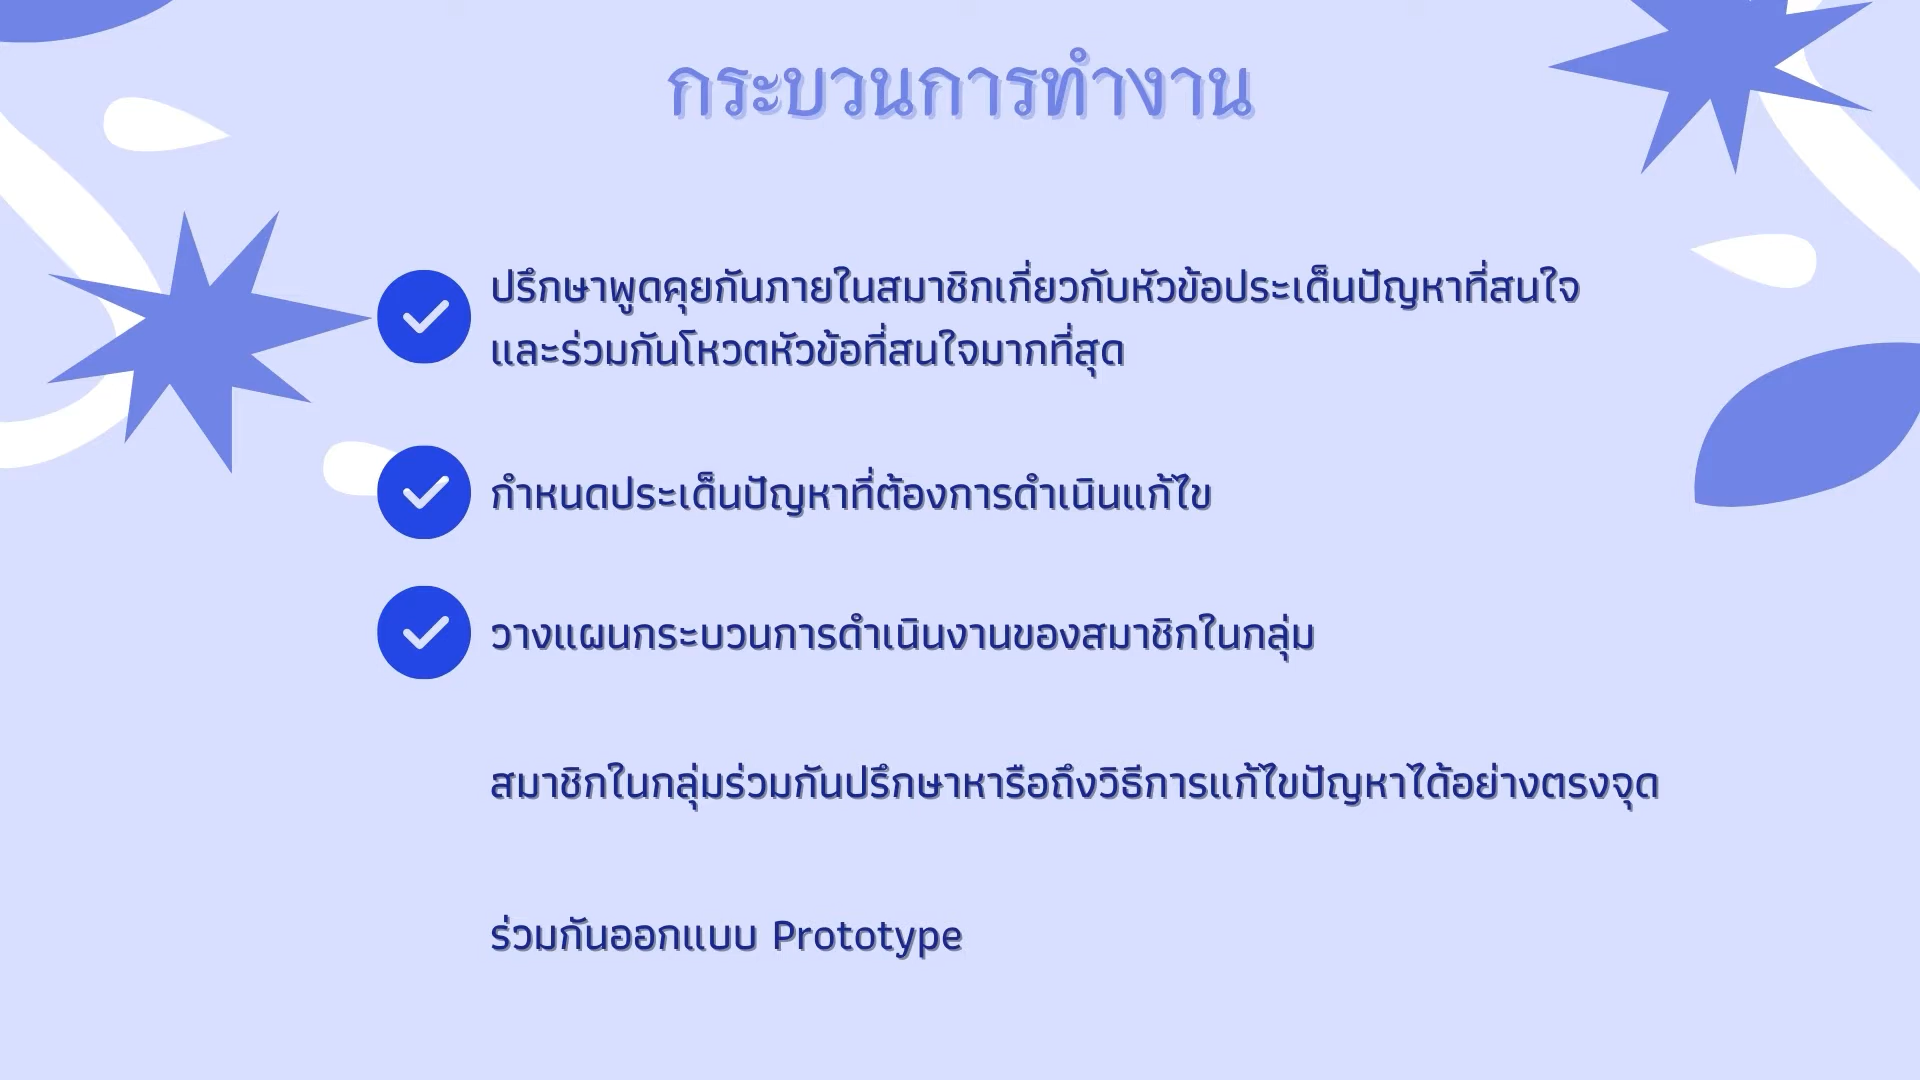 กระบวนการทำงาน
ปรึกษาพูดคุยกันภายในสมาชิกเกี่ยวกับหัวข้อประเด็นปัญหาที่สนใจ
และร่วมกันโหวตหัวข้อที่สนใจมากที่สุด
กำหนดประเด็นปัญหาที่ต้องการดำเนินแก้ไข
วางแผนกระบวนการดำเนินงานของสมาชิกในกลุ่ม
สมาชิกในกลุ่มร่วมกันปรึกษาหารือถึงวิธีการแก้ไขปัญหาได้อย่างตรงจุด
ร่วมกันออกแบบ Prototype